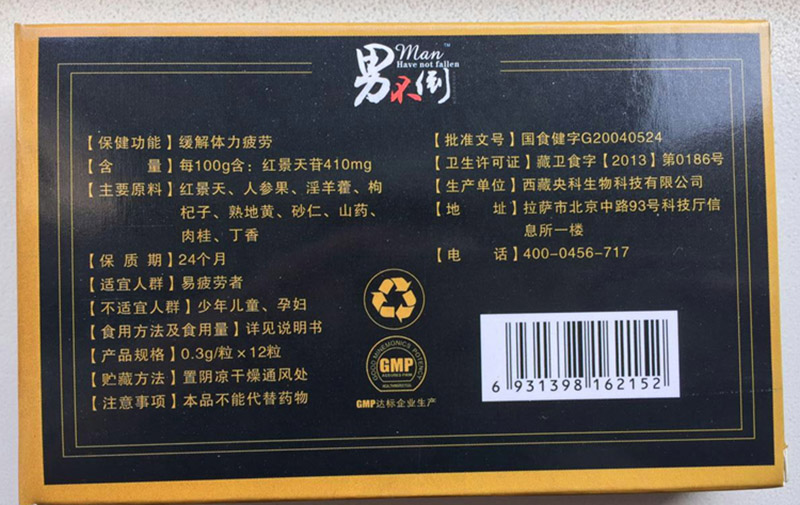 Man™
Have not fallen
男不倒
【保健功能】缓解体力疲劳
【含 量】每100g含：红景天苷410mg
【主要原料】红景天、人参果、淫羊藿、枸
杞子、熟地黄、砂仁、山药、
肉桂、丁香
【保 质 期】24个月
【适宜人群】易疲劳者
【不适宜人群】少年儿童、孕妇
【食用方法及食用量】详见说明书
【产品规格】0.3g/粒×12粒
【贮藏方法】置阴凉干燥通风处
【注意事项】本品不能代替药物
【批准文号】国食健字G20040524
【卫生许可证】藏卫食字【2013】第0186号
【生产单位】西藏央科生物科技有限公司
【地 址】拉萨市北京中路93号科技厅信
息所一楼
【电 话】400-0456-717
GMP
GMP达标企业生产
6 931398 162152